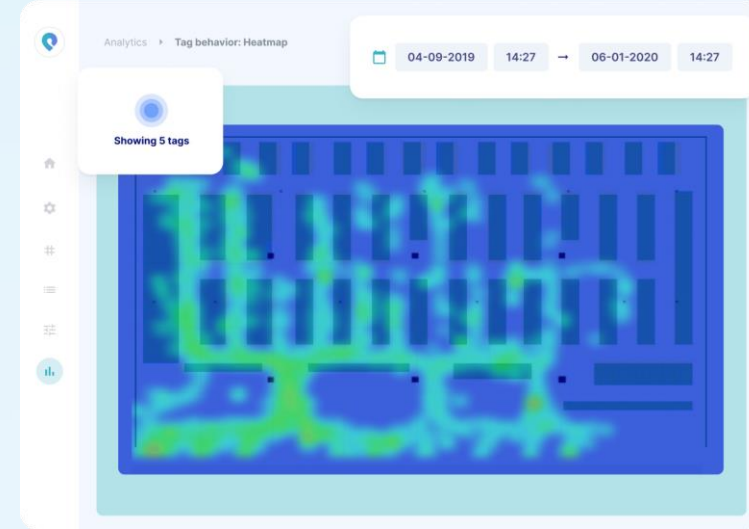 Analytics ‣ Tag behavior: Heatmap
04-09-2019 14:27 → 06-01-2020 14:27
Showing 5 tags